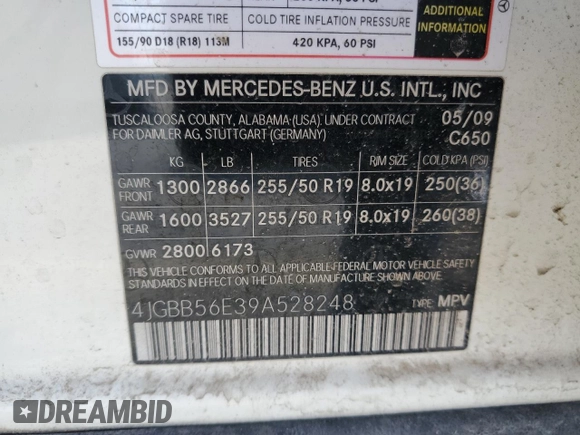 COMPACT SPARE TIRE COLD TIRE INFLATION PRESSURE
155/90 D18 (R18) 113M 420 KPA, 60 PSI
ADDITIONAL
INFORMATION
MFD BY MERCEDES-BENZ U.S. INTL., INC
TUSCALOOSA COUNTY, ALABAMA (USA). UNDER CONTRACT 05/09
FOR DAIMLER AG, STUTTGART (GERMANY) C650
KG LB TIRES RIM SIZE COLD KPA (PSI)
GAWR FRONT 1300 2866 255/50 R19 8.0x19 250(36)
GAWR REAR 1600 3527 255/50 R19 8.0x19 260(38)
GVWR 2800 6173
THIS VEHICLE CONFORMS TO ALL APPLICABLE FEDERAL MOTOR VEHICLE SAFETY
STANDARDS IN EFFECT ON THE DATE OF MANUFACTURE SHOWN ABOVE.
4JGBB56E39A528248 TYPE: MPV
DREAMBID